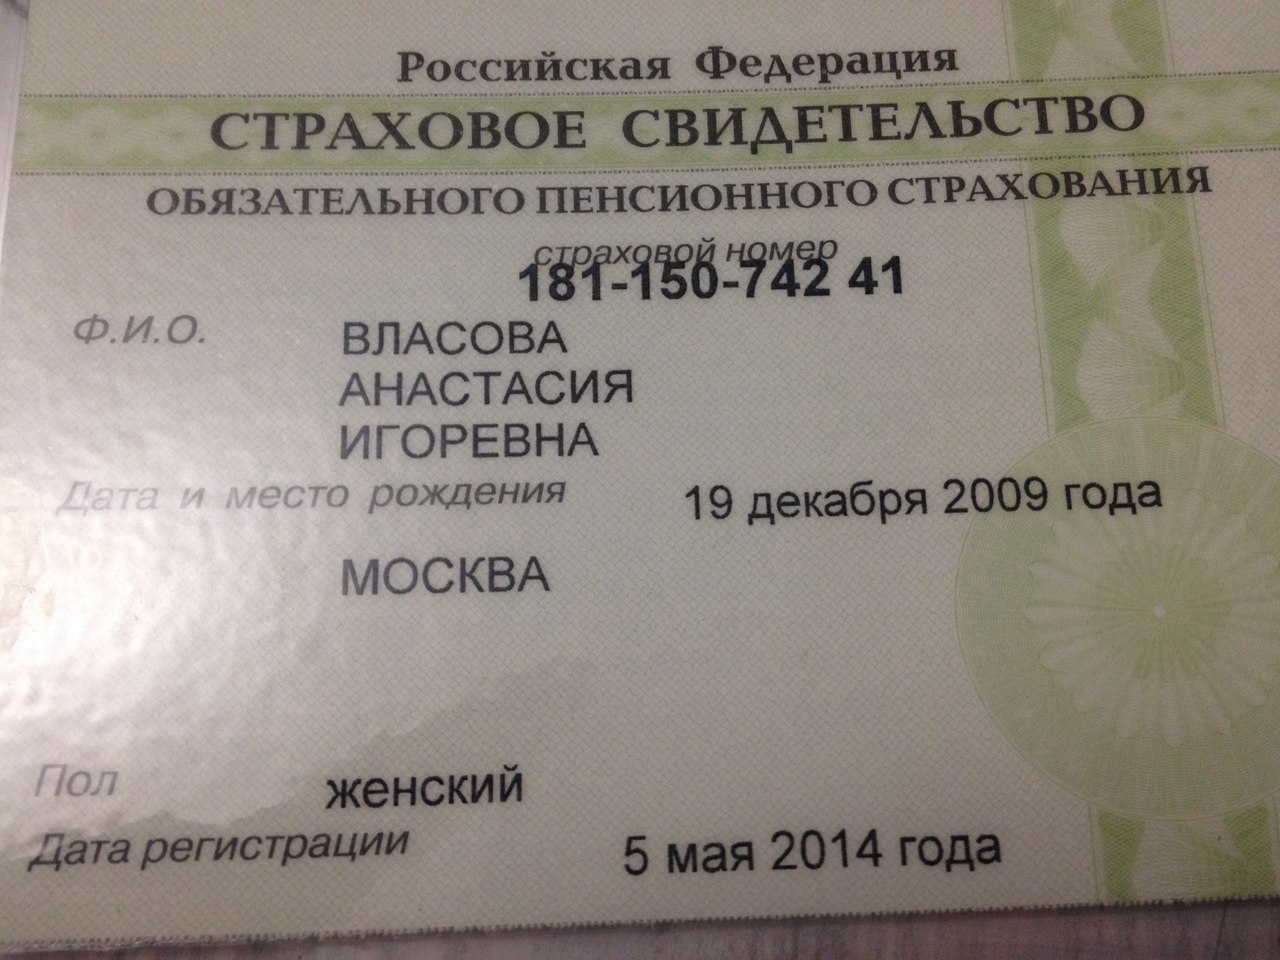 Российская Федерация
СТРАХОВОЕ СВИДЕТЕЛЬСТВО
ОБЯЗАТЕЛЬНОГО ПЕНСИОННОГО СТРАХОВАНИЯ
страховой номер
181-150-742 41
Ф.И.О. ВЛАСОВА
АНАСТАСИЯ
ИГОРЕВНА
Дата и место рождения 19 декабря 2009 года
МОСКВА
Пол женский
Дата регистрации 5 мая 2014 года